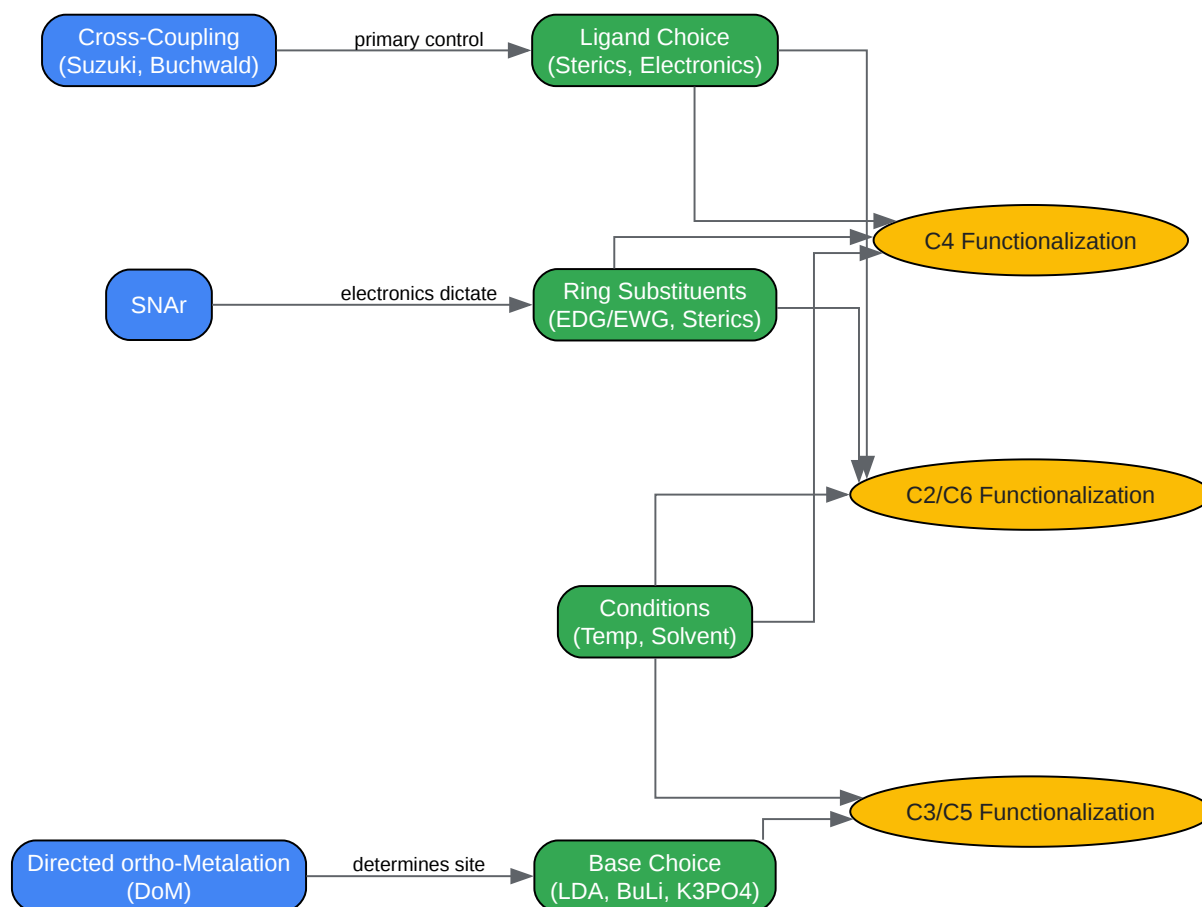 Cross-Coupling
(Suzuki, Buchwald)
primary control
Ligand Choice
(Sterics, Electronics)
C4 Functionalization
SNAr
electronics dictate
Ring Substituents
(EDG/EWG, Sterics)
C2/C6 Functionalization
Conditions
(Temp, Solvent)
C3/C5 Functionalization
Directed ortho-Metalation
(DoM)
determines site
Base Choice
(LDA, BuLi, K3PO4)